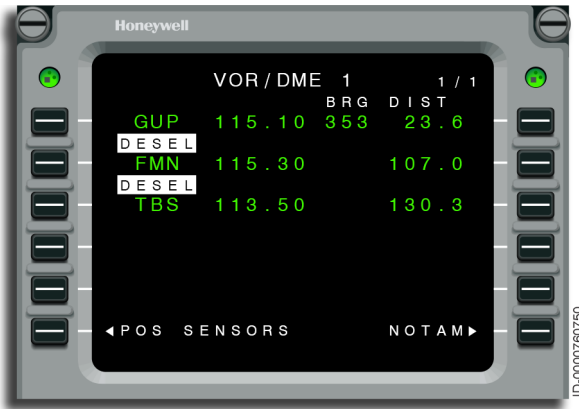 Honeywell
VOR/DME 1 1/1
BRG DIST
GUP 115.10 353 23.6
DESEL
FMN 115.30 107.0
DESEL
TBS 113.50 130.3
◀POS SENSORS NOTAM▶
ID-0000760750